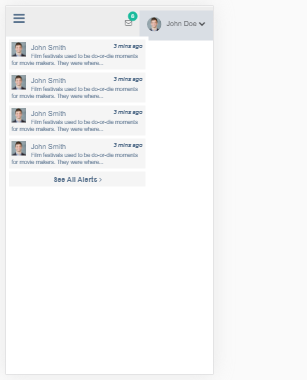 6
John Doe
John Smith 3 mins ago
Film festivals used to be do-or-die moments
for movie makers. They were where...
John Smith 3 mins ago
Film festivals used to be do-or-die moments
for movie makers. They were where...
John Smith 3 mins ago
Film festivals used to be do-or-die moments
for movie makers. They were where...
John Smith 3 mins ago
Film festivals used to be do-or-die moments
for movie makers. They were where...
See All Alerts